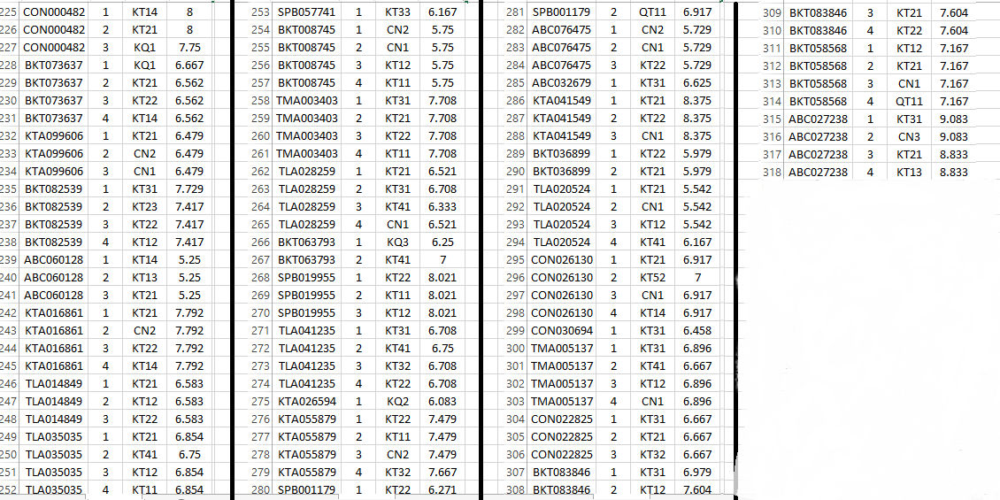 225 CON000482 1 KT14 8
226 CON000482 2 KT21 8
227 CON000482 3 KQ1 7.75
228 BKT073637 1 KQ1 6.667
229 BKT073637 2 KT21 6.562
230 BKT073637 3 KT22 6.562
231 BKT073637 4 KT14 6.562
232 KTA099606 1 KT21 6.479
233 KTA099606 2 CN2 6.479
234 KTA099606 3 CN1 6.479
235 BKT082539 1 KT31 7.729
236 BKT082539 2 KT23 7.417
237 BKT082539 3 KT22 7.417
238 BKT082539 4 KT12 7.417
239 ABC060128 1 KT14 5.25
240 ABC060128 2 KT13 5.25
241 ABC060128 3 KT21 5.25
242 KTA016861 1 KT21 7.792
243 KTA016861 2 CN2 7.792
244 KTA016861 3 KT22 7.792
245 KTA016861 4 KT14 7.792
246 TLA014849 1 KT21 6.583
247 TLA014849 2 KT12 6.583
248 TLA014849 3 KT22 6.583
249 TLA035035 1 KT21 6.854
250 TLA035035 2 KT41 6.75
251 TLA035035 3 KT12 6.854
252 TLA035035 4 KT11 6.854
253 SPB057741 1 KT33 6.167
254 BKT008745 1 CN2 5.75
255 BKT008745 2 CN1 5.75
256 BKT008745 3 KT12 5.75
257 BKT008745 4 KT11 5.75
258 TMA003403 1 KT31 7.708
259 TMA003403 2 KT21 7.708
260 TMA003403 3 KT22 7.708
261 TMA003403 4 KT11 7.708
262 TLA028259 1 KT21 6.521
263 TLA028259 2 KT31 6.708
264 TLA028259 3 KT41 6.333
265 TLA028259 4 CN1 6.521
266 BKT063793 1 KQ3 6.25
267 BKT063793 2 KT41 7
268 SPB019955 1 KT22 8.021
269 SPB019955 2 KT11 8.021
270 SPB019955 3 KT12 8.021
271 TLA041235 1 KT31 6.708
272 TLA041235 2 KT41 6.75
273 TLA041235 3 KT32 6.708
274 TLA041235 4 KT22 6.708
275 KTA026594 1 KQ2 6.083
276 KTA055879 1 KT22 7.479
277 KTA055879 2 KT11 7.479
278 KTA055879 3 CN2 7.479
279 KTA055879 4 KT32 7.667
280 SPB001179 1 KT22 6.271
281 SPB001179 2 QT11 6.917
282 ABC076475 1 CN2 5.729
283 ABC076475 2 CN1 5.729
284 ABC076475 3 KT22 5.729
285 ABC032679 1 KT31 6.625
286 KTA041549 1 KT21 8.375
287 KTA041549 2 KT22 8.375
288 KTA041549 3 CN1 8.375
289 BKT036899 1 KT22 5.979
290 BKT036899 2 KT21 5.979
291 TLA020524 1 KT21 5.542
292 TLA020524 2 CN1 5.542
293 TLA020524 3 KT12 5.542
294 TLA020524 4 KT41 6.167
295 CON026130 1 KT21 6.917
296 CON026130 2 KT52 7
297 CON026130 3 CN1 6.917
298 CON026130 4 KT14 6.917
299 CON030694 1 KT31 6.458
300 TMA005137 1 KT31 6.896
301 TMA005137 2 KT41 6.667
302 TMA005137 3 KT12 6.896
303 TMA005137 4 CN1 6.896
304 CON022825 1 KT31 6.667
305 CON022825 2 KT21 6.667
306 CON022825 3 KT32 6.667
307 BKT083846 1 KT31 6.979
308 BKT083846 2 KT12 7.604
309 BKT083846 3 KT21 7.604
310 BKT083846 4 KT22 7.604
311 BKT058568 1 KT12 7.167
312 BKT058568 2 KT21 7.167
313 BKT058568 3 CN1 7.167
314 BKT058568 4 QT11 7.167
315 ABC027238 1 KT31 9.083
316 ABC027238 2 CN3 9.083
317 ABC027238 3 KT21 8.833
318 ABC027238 4 KT13 8.833